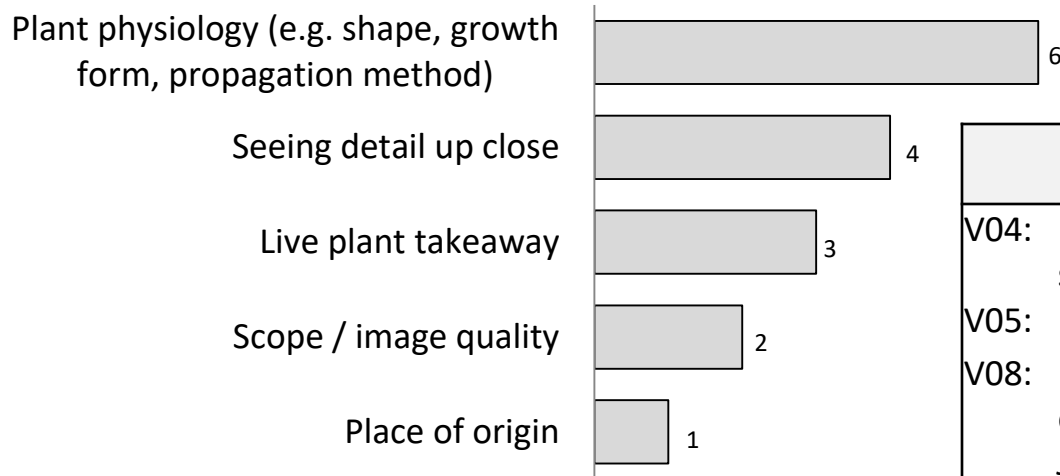 Plant physiology (e.g. shape, growth
form, propagation method)
6
Seeing detail up close
4
Live plant takeaway
3
Scope / image quality
2
Place of origin
1
V04:
V05:
V08: